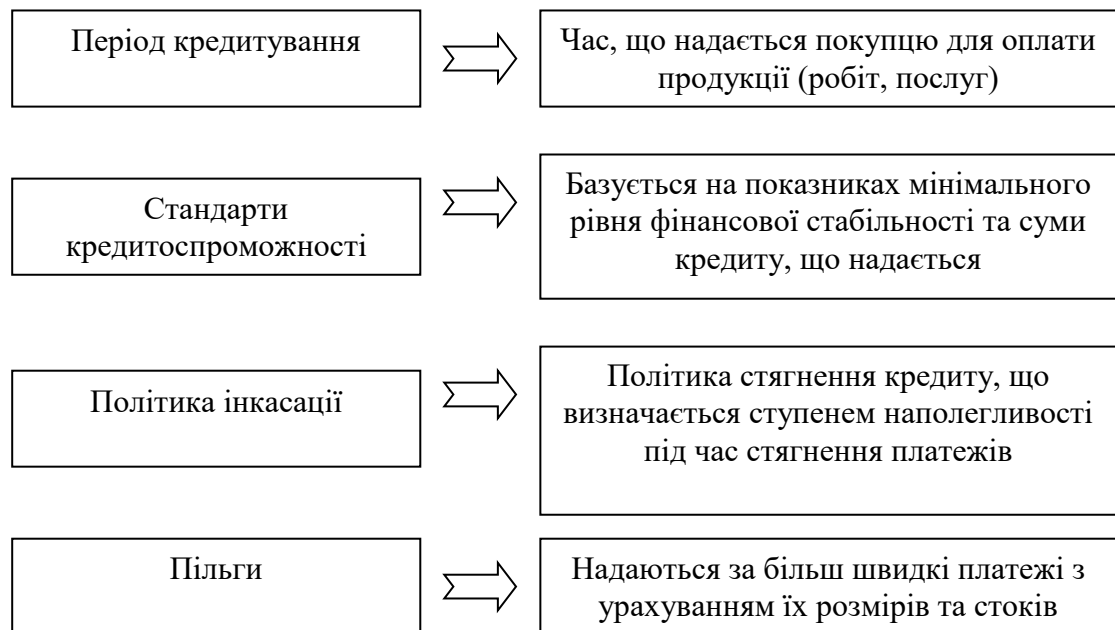 Період кредитування
Час, що надається покупцю для оплати
продукції (робіт, послуг)
Стандарти
кредитоспроможності
Базується на показниках мінімального
рівня фінансової стабільності та суми
кредиту, що надається
Політика інкасації
Політика стягнення кредиту, що
визначається ступенем наполегливості
під час стягнення платежів
Пільги
Надаються за більш швидкі платежі з
урахуванням їх розмірів та стоків